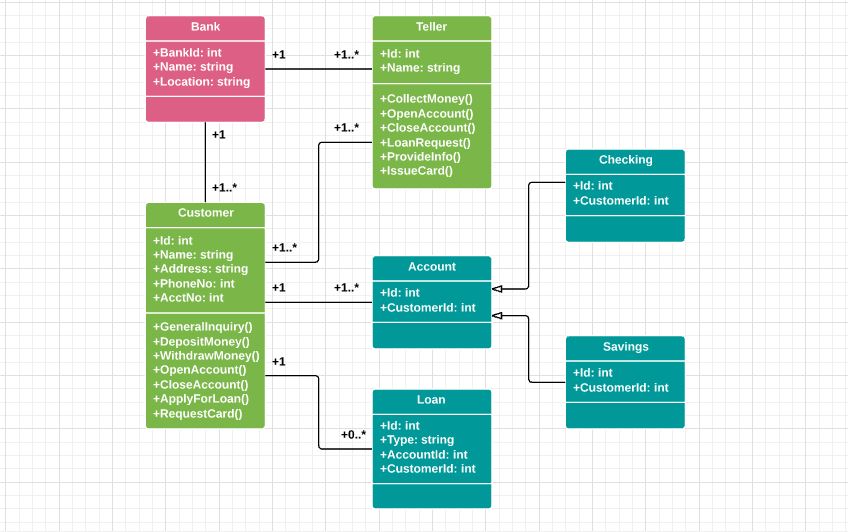 Bank
+BankId: int
+Name: string
+Location: string
+1
+1..*
Teller
+Id: int
+Name: string
+CollectMoney()
+OpenAccount()
+CloseAccount()
+LoanRequest()
+ProvideInfo()
+IssueCard()
+1
+1..*
+1..*
Customer
+Id: int
+Name: string
+Address: string
+PhoneNo: int
+AcctNo: int
+GeneralInquiry()
+DepositMoney()
+WithdrawMoney()
+OpenAccount()
+CloseAccount()
+ApplyForLoan()
+RequestCard()
+1..*
+1
+1..*
+1
+0..*
Account
+Id: int
+CustomerId: int
Loan
+Id: int
+Type: string
+AccountId: int
+CustomerId: int
Checking
+Id: int
+CustomerId: int
Savings
+Id: int
+CustomerId: int